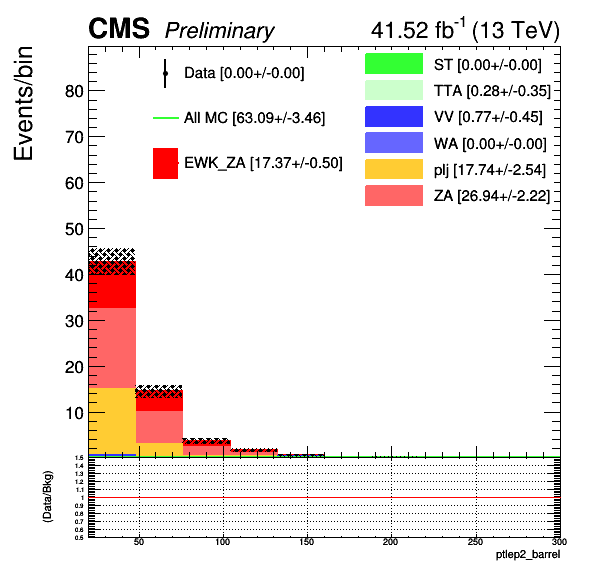 CMS Preliminary 41.52 fb-1 (13 TeV)
Events/bin
Data [0.00+/-0.00]
All MC [63.09+/-3.46]
EWK_ZA [17.37+/-0.50]
ST [0.00+/-0.00]
TTA [0.28+/-0.35]
VV [0.77+/-0.45]
WA [0.00+/-0.00]
plj [17.74+/-2.54]
ZA [26.94+/-2.22]
80
70
60
50
40
30
20
10
(Data/Bkg)
1.5
1.4
1.3
1.2
1.1
1
0.9
0.8
0.7
0.6
0.5
50 100 150 200 250 300
ptlep2_barrel